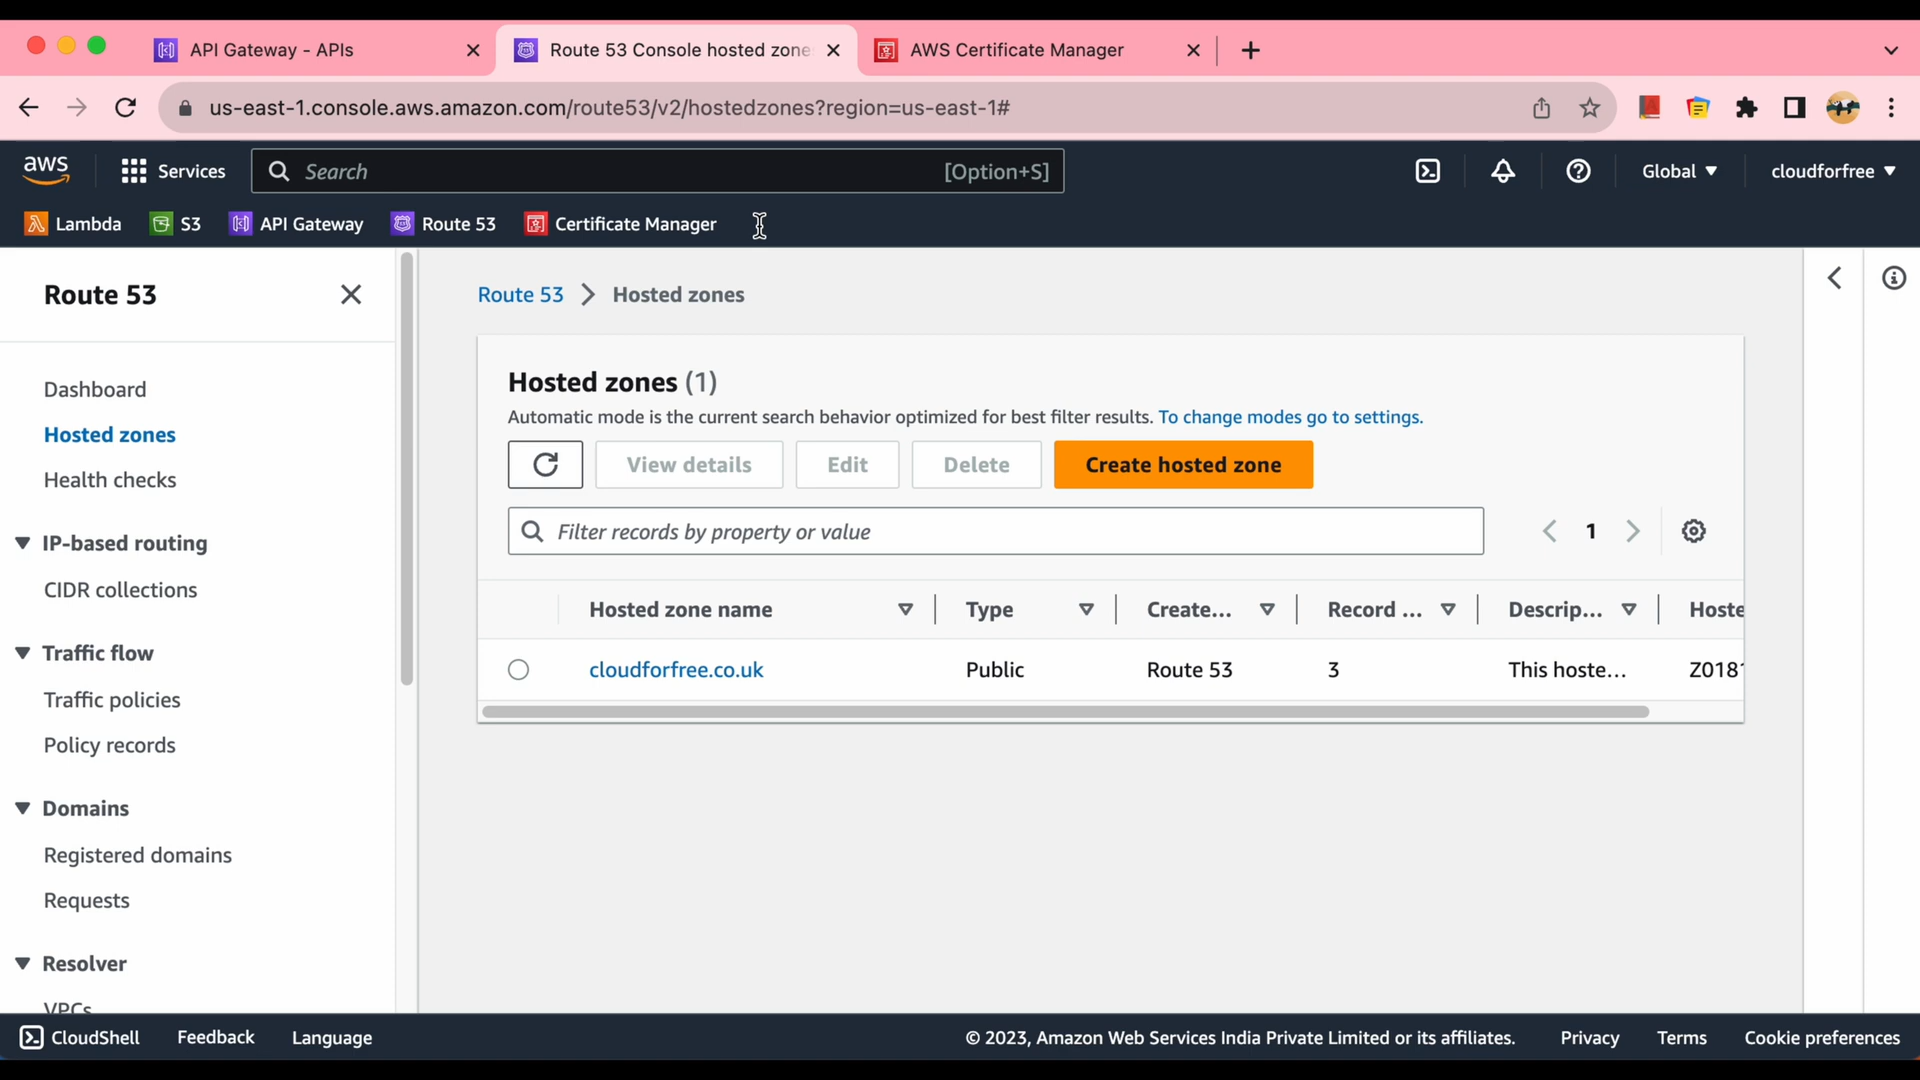 API Gateway - APIs
Route 53 Console hosted zone
AWS Certificate Manager
us-east-1.console.aws.amazon.com/route53/v2/hostedzones?region=us-east-1#
aws
Services
Search
[Option+S]
Global
cloudforfree
Lambda
S3
API Gateway
Route 53
Certificate Manager
Route 53
Dashboard
Hosted zones
Health checks
IP-based routing
CIDR collections
Traffic flow
Traffic policies
Policy records
Domains
Registered domains
Requests
Resolver
VPCs
Route 53 > Hosted zones
Hosted zones (1)
Automatic mode is the current search behavior optimized for best filter results. To change modes go to settings.
View details
Edit
Delete
Create hosted zone
Filter records by property or value
1
Hosted zone name Type Create... Record ... Descrip... Hoste
cloudforfree.co.uk Public Route 53 3 This hoste... Z018
CloudShell
Feedback
Language
© 2023, Amazon Web Services India Private Limited or its affiliates.
Privacy
Terms
Cookie preferences